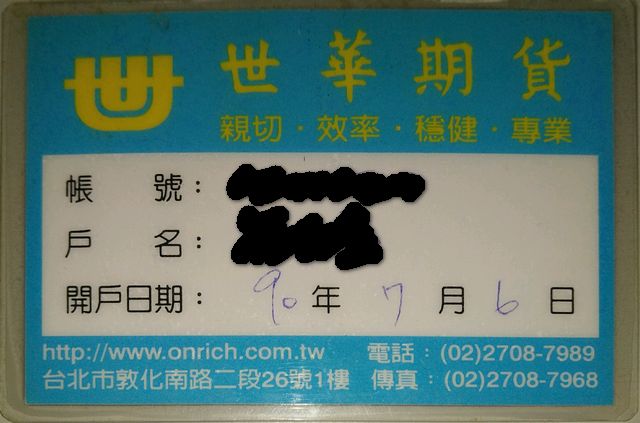 世華期貨
親切・效率・穩健・專業
帳 號:
戶 名:
開戶日期: 90 年 7 月 6 日
http://www.onrich.com.tw 電話:(02)2708-7989
台北市敦化南路二段26號1樓 傳真:(02)2708-7968